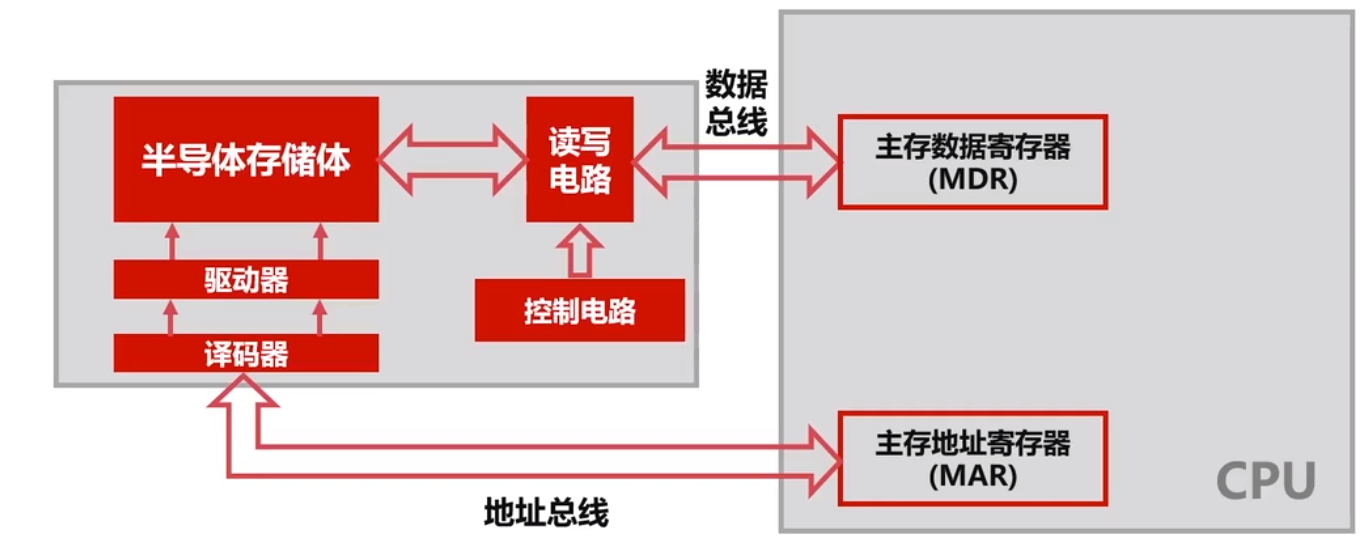 数据
总线
半导体存储体
读写
电路
主存数据寄存器
(MDR)
驱动器
控制电路
译码器
主存地址寄存器
(MAR)
CPU
地址总线